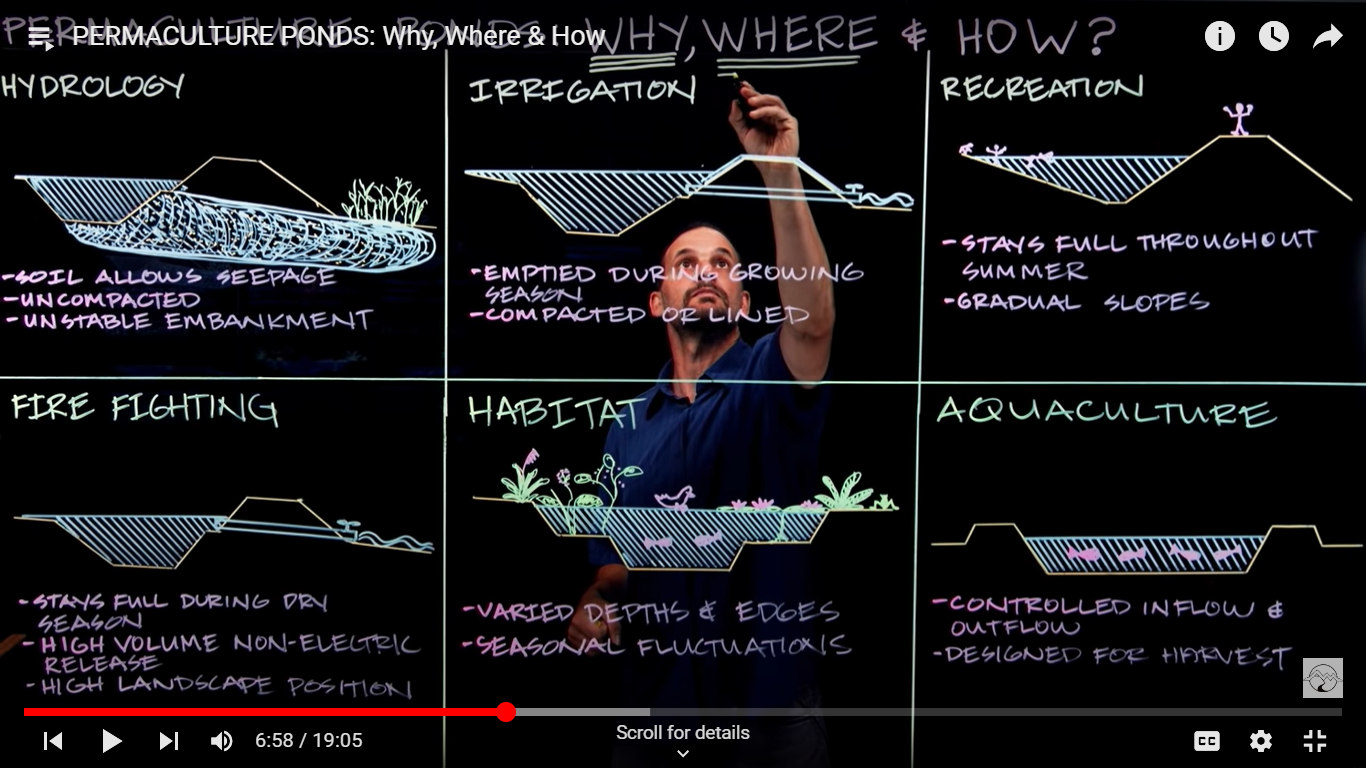 PERMACULTURE PONDS: WHY, WHERE & HOW?
PERMACULTURE PONDS: Why, Where & How
HYDROLOGY
-SOIL ALLOWS SEEPAGE
-UNCOMPACTED
-UNSTABLE EMBANKMENT
IRRIGATION
-EMPTIED DURING GROWING
SEASON
-COMPACTED OR LINED
RECREATION
-STAYS FULL THROUGHOUT
SUMMER
-GRADUAL SLOPES
FIRE FIGHTING
-STAYS FULL DURING DRY
SEASON
-HIGH VOLUME NON-ELECTRIC
RELEASE
-HIGH LANDSCAPE POSITION
HABITAT
-VARIED DEPTHS & EDGES
-SEASONAL FLUCTUATIONS
AQUACULTURE
-CONTROLLED INFLOW &
OUTFLOW
-DESIGNED FOR HARVEST
6:58 / 19:05
Scroll for details
CC